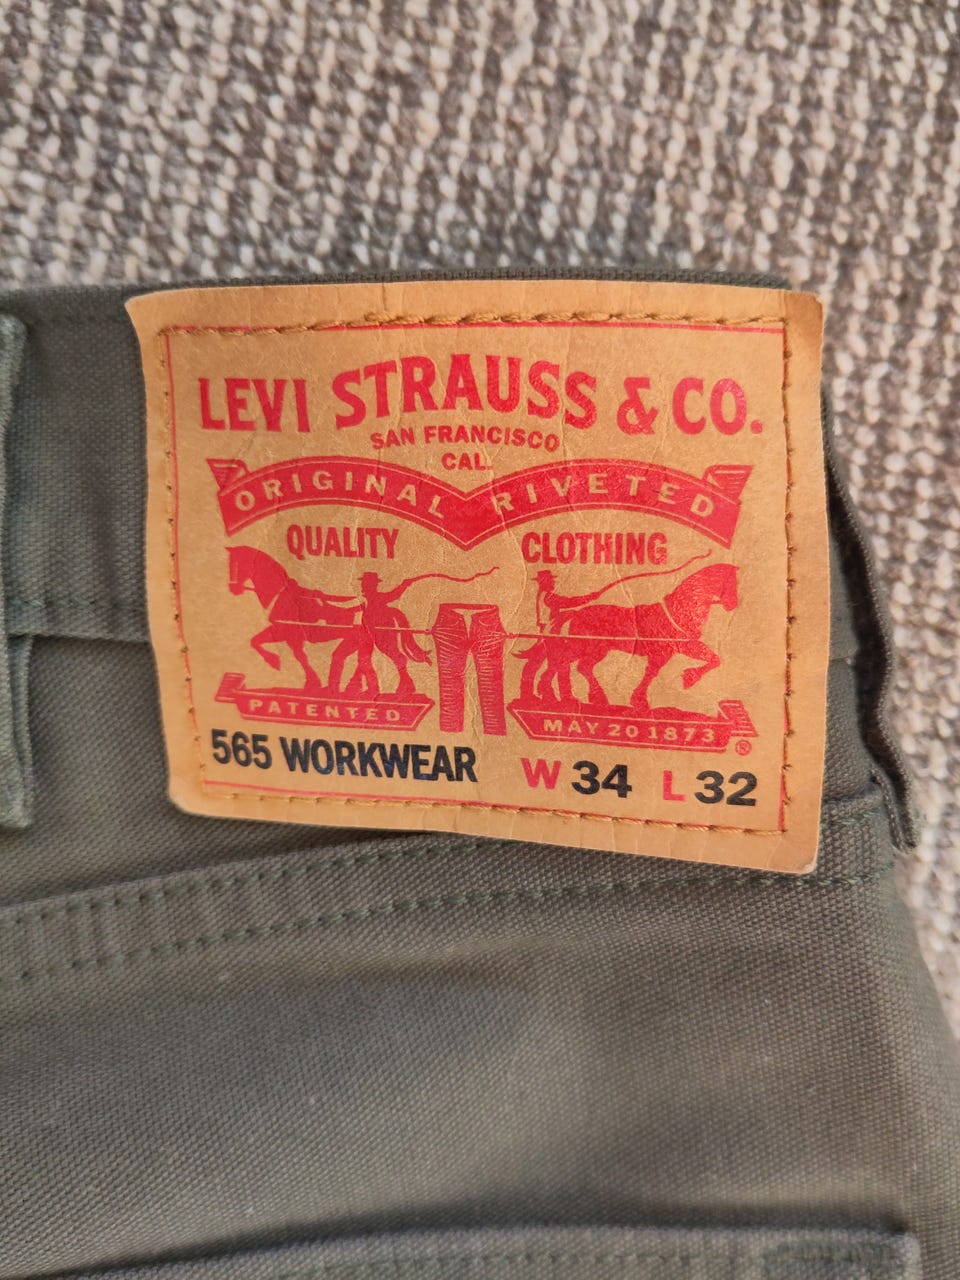 LEVI STRAUSS & CO.
SAN FRANCISCO
CAL.
ORIGINAL RIVETED
QUALITY CLOTHING
PATENTED MAY 20 1873 ®
565 WORKWEAR W 34 L 32